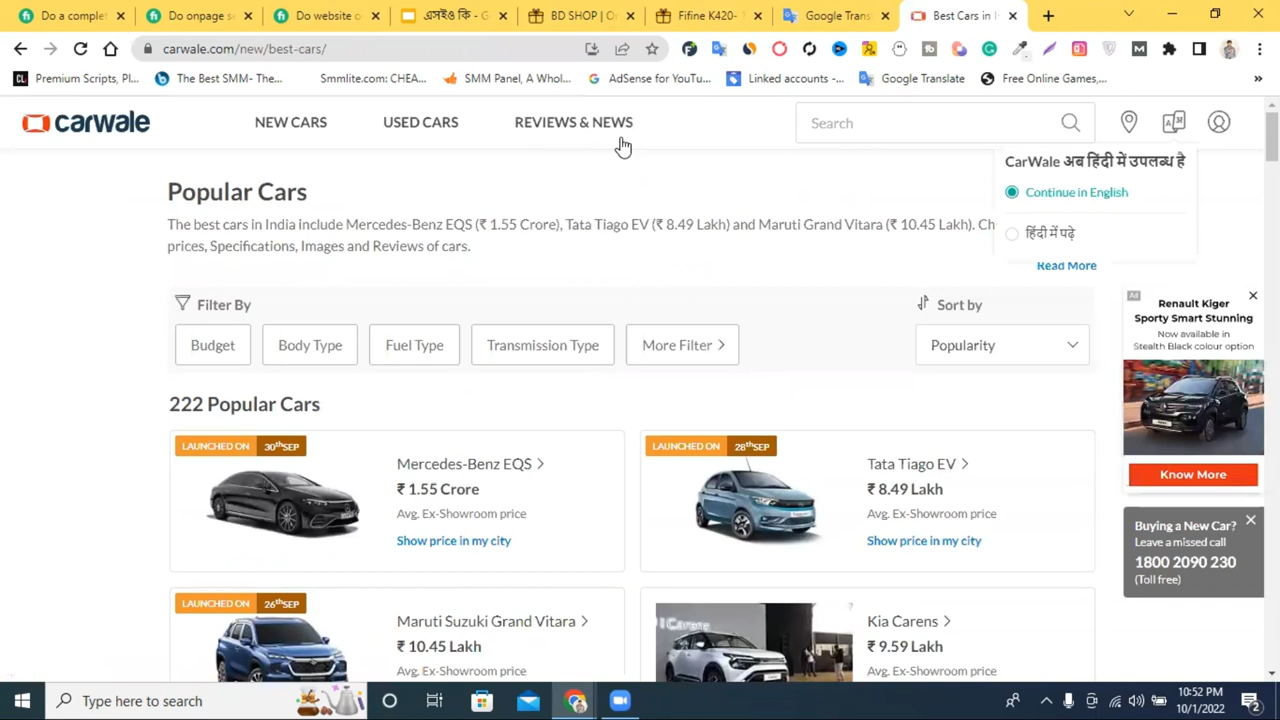 Do a complet
Do onpage se
Do website o
এসইও কি - G
BD SHOP | O
Fifine K420-
Google Trans
Best Cars in I
carwale.com/new/best-cars/
Premium Scripts, Pl...
The Best SMM- The...
Smmlite.com: CHEA...
SMM Panel, A Whol...
AdSense for YouTu...
Linked accounts -...
Google Translate
Free Online Games,...
carwale
NEW CARS
USED CARS
REVIEWS & NEWS
Search
CarWale अब हिंदी में उपलब्ध है
Continue in English
हिंदी में पढ़े
Popular Cars
The best cars in India include Mercedes-Benz EQS (₹ 1.55 Crore), Tata Tiago EV (₹ 8.49 Lakh) and Maruti Grand Vitara (₹ 10.45 Lakh). Ch
prices, Specifications, Images and Reviews of cars.
Read More
Filter By
Sort by
Budget
Body Type
Fuel Type
Transmission Type
More Filter
Popularity
222 Popular Cars
LAUNCHED ON 30thSEP
Mercedes-Benz EQS
₹ 1.55 Crore
Avg. Ex-Showroom price
Show price in my city
LAUNCHED ON 28thSEP
Tata Tiago EV
₹ 8.49 Lakh
Avg. Ex-Showroom price
Show price in my city
LAUNCHED ON 26thSEP
Maruti Suzuki Grand Vitara
₹ 10.45 Lakh
Avg. Ex-Showroom price
Carens
Kia Carens
₹ 9.59 Lakh
Avg. Ex-Showroom price
Ad
Renault Kiger
Sporty Smart Stunning
Now available in
Stealth Black colour option
Know More
Buying a New Car?
Leave a missed call
1800 2090 230
(Toll free)
Type here to search
10:52 PM
10/1/2022
2